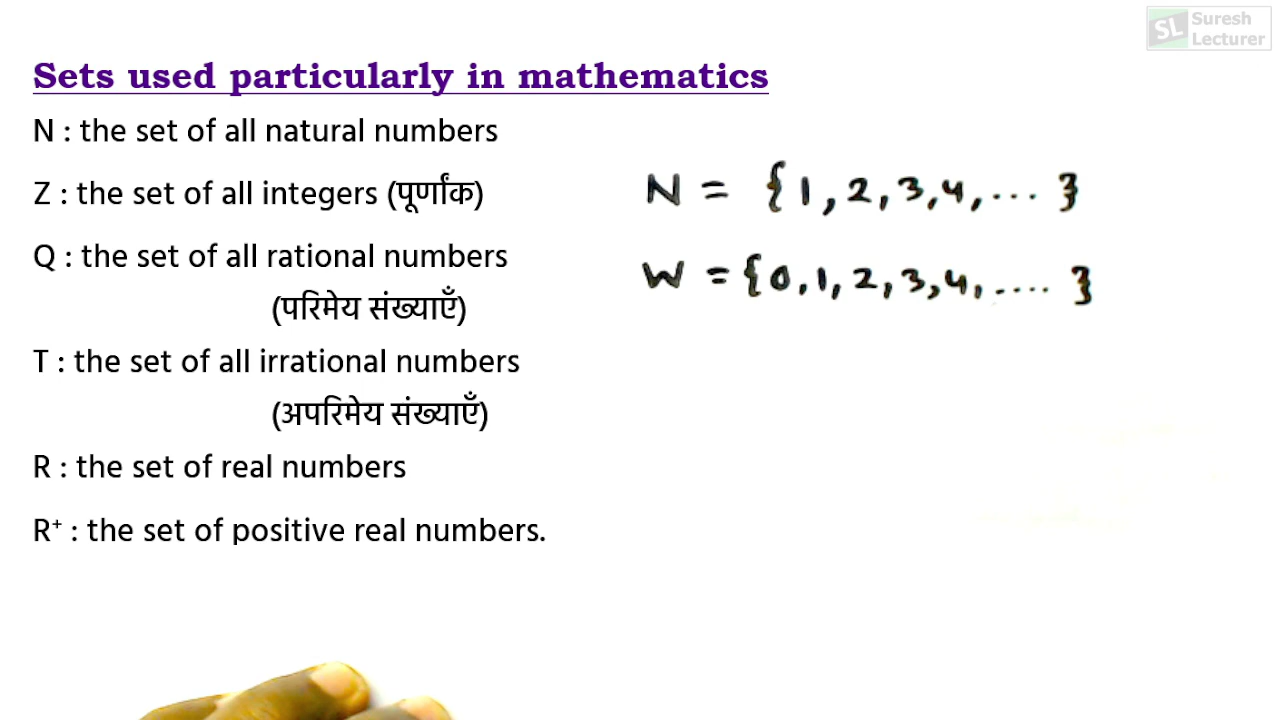 SL Suresh
Lecturer
Sets used particularly in mathematics
N : the set of all natural numbers
Z : the set of all integers (पूर्णांक)
Q : the set of all rational numbers
(परिमेय संख्याएँ)
T : the set of all irrational numbers
(अपरिमेय संख्याएँ)
R : the set of real numbers
R⁺ : the set of positive real numbers.
N = {1, 2, 3, 4, ... }
W = {0, 1, 2, 3, 4, .... }